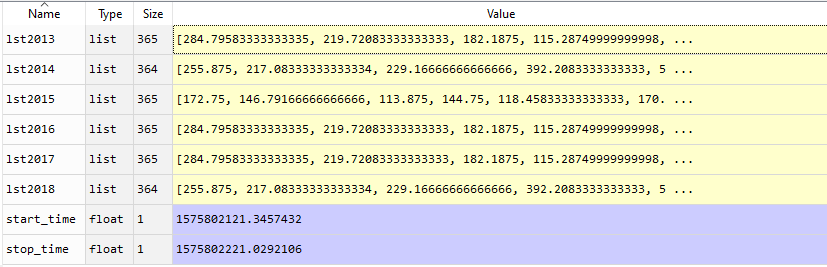 Name Type Size Value
lst2013 list 365 [284.79583333333335, 219.72083333333333, 182.1875, 115.28749999999998, ...
lst2014 list 364 [255.875, 217.08333333333334, 229.16666666666666, 392.2083333333333, 5 ...
lst2015 list 365 [172.75, 146.79166666666666, 113.875, 144.75, 118.45833333333333, 170. ...
lst2016 list 365 [284.79583333333335, 219.72083333333333, 182.1875, 115.28749999999998, ...
lst2017 list 365 [284.79583333333335, 219.72083333333333, 182.1875, 115.28749999999998, ...
lst2018 list 364 [255.875, 217.08333333333334, 229.16666666666666, 392.2083333333333, 5 ...
start_time float 1 1575802121.3457432
stop_time float 1 1575802221.0292106